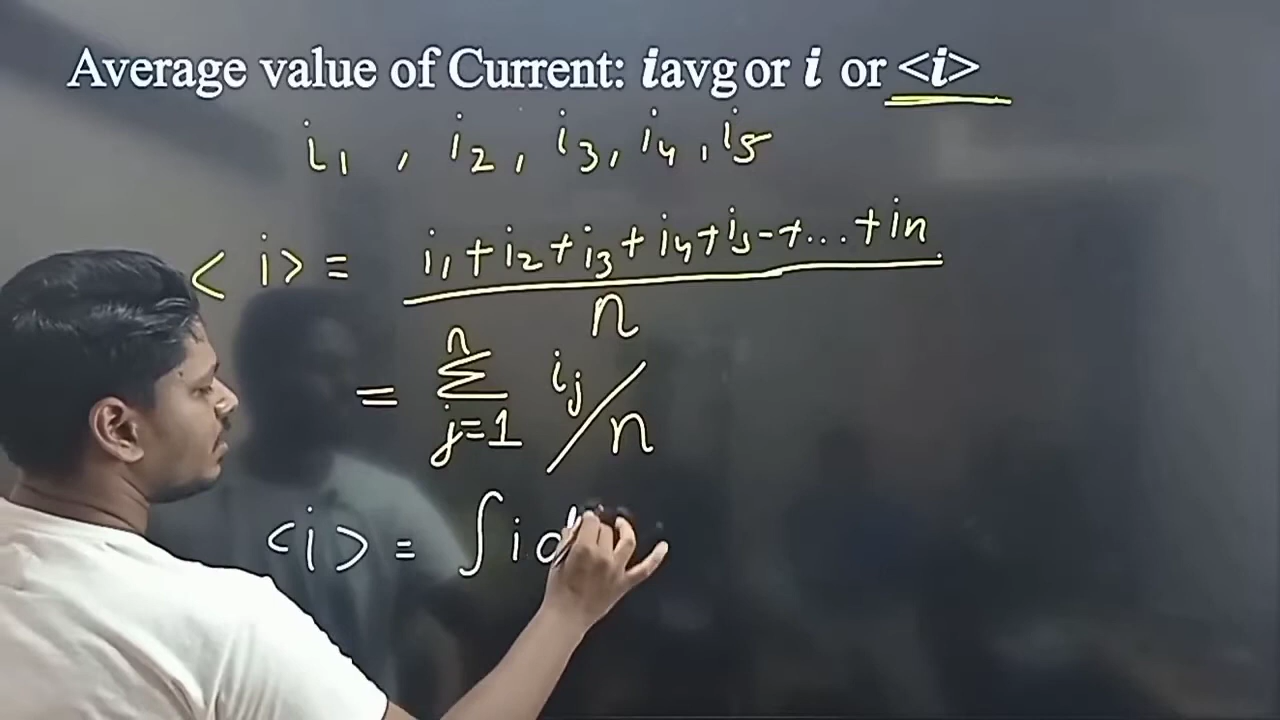 Average value of Current: iavg or i or <i>
i1 , i2 , i3 , i4 , i5
<i> = i1 + i2 + i3 + i4 + i5 - + ... + in
n
= n Σ j=1 ij / n
<i> = ∫ i d